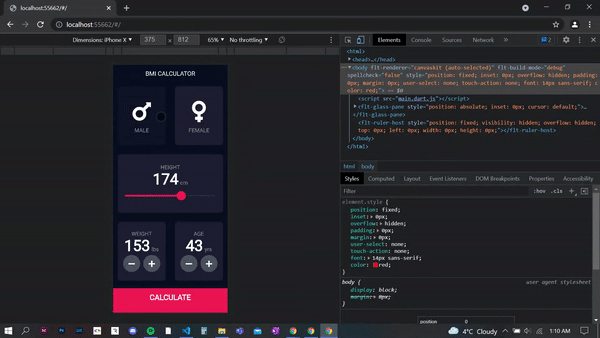 localhost:55662/#/
localhost:55662/#/
Dimensions: iPhone X 375 x 812 65% No throttling
Elements Console Sources Network 2
BMI CALCULATOR
MALE
FEMALE
HEIGHT
174 cm
WEIGHT
153 lbs
AGE
43 yrs
CALCULATE
<html>
<head>…</head>
<body flt-renderer="canvaskit (auto-selected)" flt-build-mode="debug"
spellcheck="false" style="position: fixed; inset: 0px; overflow: hidden; padding:
0px; margin: 0px; user-select: none; touch-action: none; font: 14px sans-serif;
color: red;"> == $0
<script src="main.dart.js"></script>
<flt-glass-pane style="position: absolute; inset: 0px; cursor: default;">…
</flt-glass-pane>
<flt-ruler-host style="position: fixed; visibility: hidden; overflow: hidden;
top: 0px; left: 0px; width: 0px; height: 0px;"></flt-ruler-host>
</body>
</html>
html body
Styles Computed Layout Event Listeners DOM Breakpoints Properties Accessibility
Filter :hov .cls
element.style {
position: fixed;
inset: 0px;
overflow: hidden;
padding: 0px;
margin: 0px;
user-select: none;
touch-action: none;
font: 14px sans-serif;
color: red;
}
body { user agent stylesheet
display: block;
margin: 8px;
}
position 0
4°C Cloudy 1:10 AM